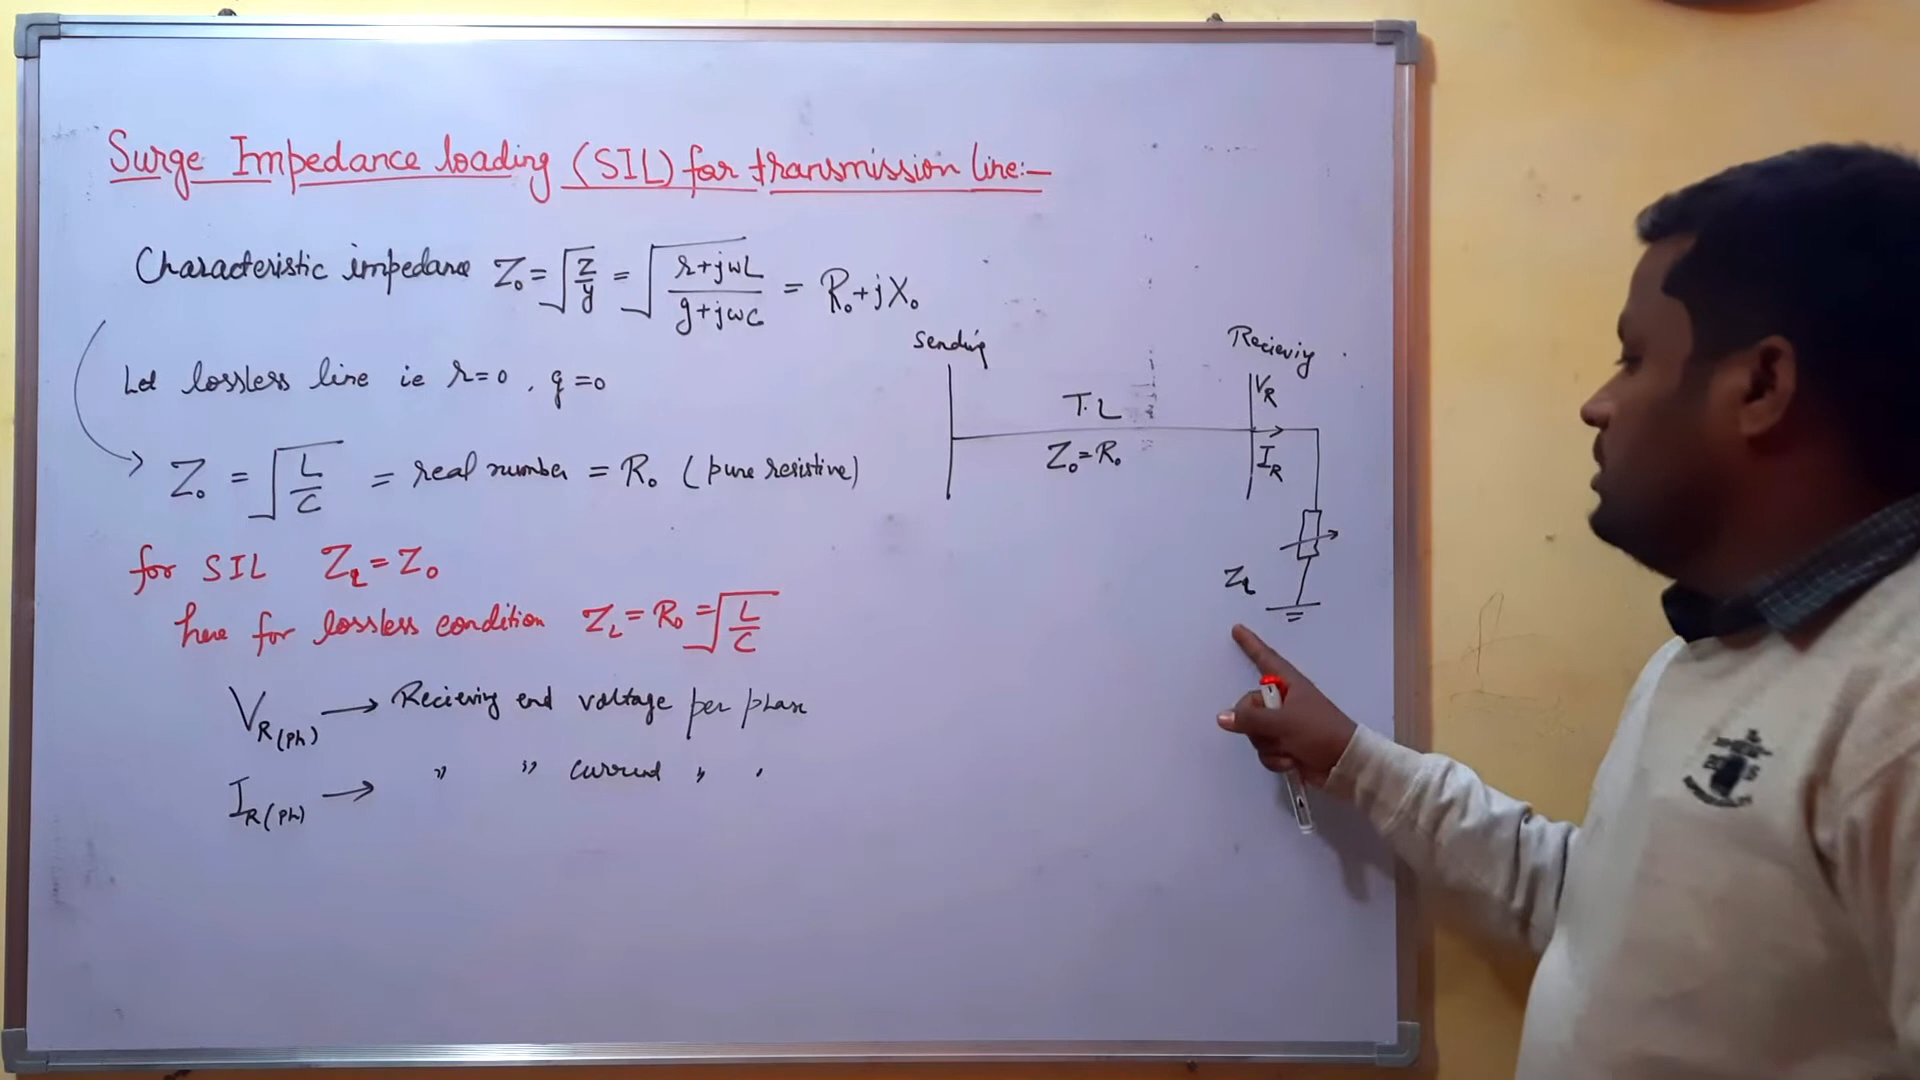 Surge Impedance loading (SIL) for transmission line:-
Characteristic impedance Z₀ = √(z/y) = √((r+jωL)/(g+jωc)) = R₀+jX₀
Let lossless line ie r=0, g=0
Z₀ = √(L/C) = real number = R₀ (pure resistive)
for SIL Z_L = Z₀
here for lossless condition Z_L = R₀ = √(L/C)
V_R(ph) → Recieving end voltage per phase
I_R(ph) → " " current " "
Sending
Recieving
T.L
Z₀=R₀
V_R
I_R
Z_L